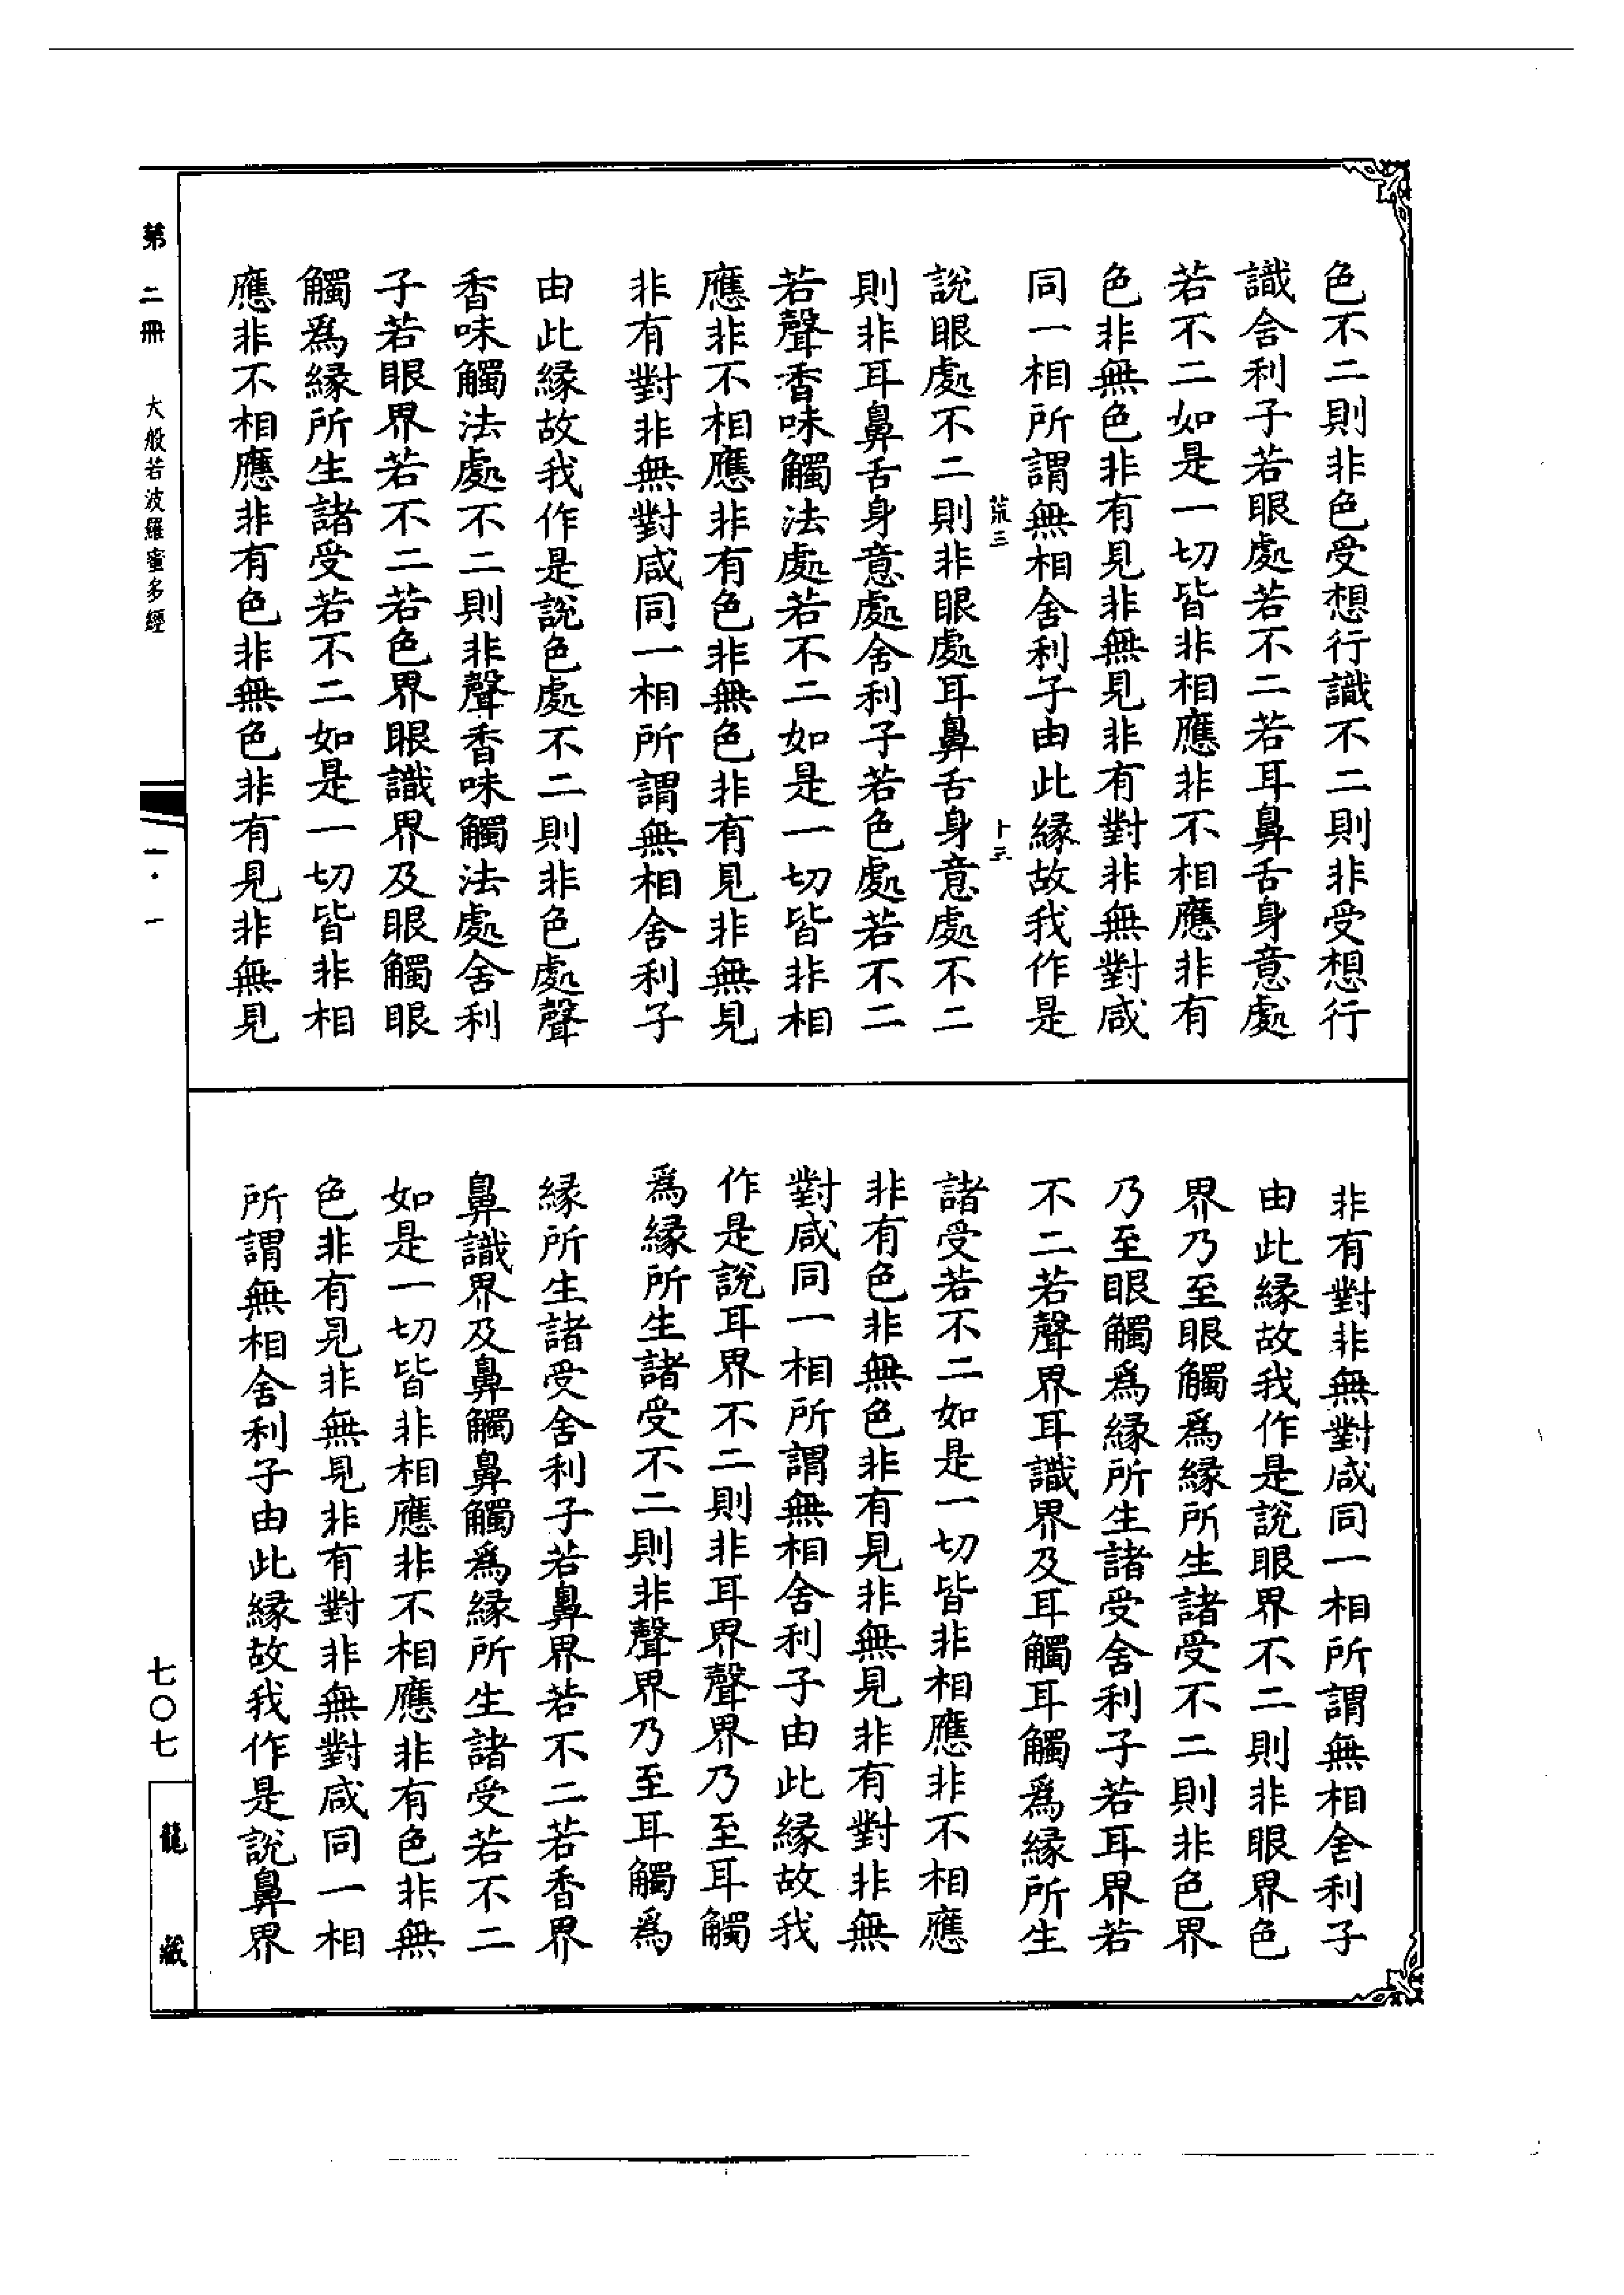 色不二則非色受想行識不二則非受想行
識舍利子若眼處若不二若耳鼻舌身意處
若不二如是一切皆非相應非不相應非有
色非無色非有見非無見非有對非無對咸
同一相所謂無相舍利子由此緣故我作是
荒三
說眼處不二則非眼處耳鼻舌身意處不二
則非耳鼻舌身意處舍利子若色處若不二
若聲香味觸法處若不二如是一切皆非相
應非不相應非有色非無色非有見非無見
非有對非無對咸同一相所謂無相舍利子
由此緣故我作是說色處不二則非色處聲
香味觸法處不二則非聲香味觸法處舍利
子若眼界若不二若色界眼識界及眼觸眼
觸爲緣所生諸受若不二如是一切皆非相
應非不相應非有色非無色非有見非無見
非有對非無對咸同一相所謂無相舍利子
由此緣故我作是說眼界不二則非眼界色
界乃至眼觸爲緣所生諸受不二則非色界
乃至眼觸爲緣所生諸受舍利子若耳界若
不二若聲界耳識界及耳觸耳觸爲緣所生
諸受若不二如是一切皆非相應非不相應
非有色非無色非有見非無見非有對非無
對咸同一相所謂無相舍利子由此緣故我
作是說耳界不二則非耳界聲界乃至耳觸
爲緣所生諸受不二則非聲界乃至耳觸爲
緣所生諸受舍利子若鼻界若不二若香界
鼻識界及鼻觸鼻觸爲緣所生諸受若不二
如是一切皆非相應非不相應非有色非無
色非有見非無見非有對非無對咸同一相
所謂無相舍利子由此緣故我作是說鼻界
第二冊 大般若波羅蜜多經 一·一 七〇七
龍藏